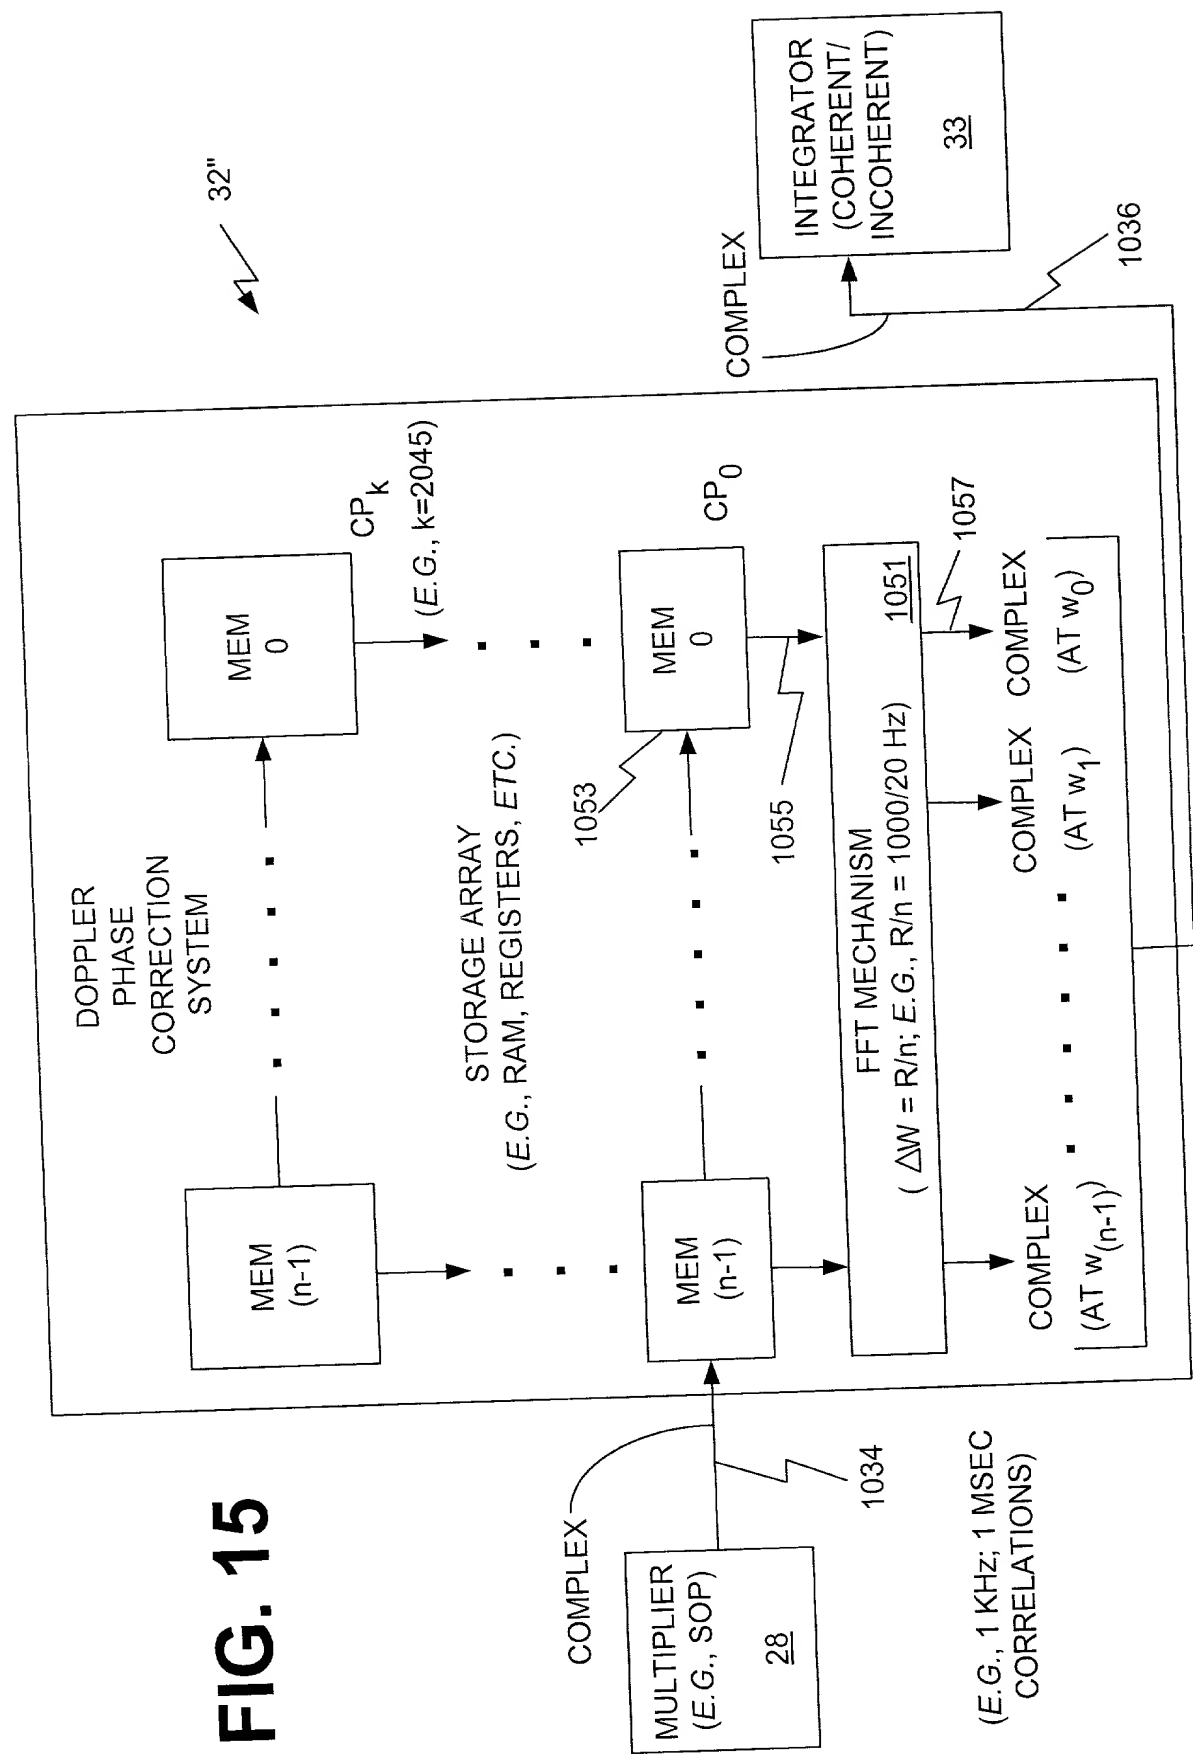 FIG. 15
32"
DOPPLER
PHASE
CORRECTION
SYSTEM
MEM
(n-1)
MEM
0
CPk
(E.G., k=2045)
STORAGE ARRAY
(E.G., RAM, REGISTERS, ETC.)
COMPLEX
MULTIPLIER
(E.G., SOP)
28
1034
(E.G., 1 KHz; 1 MSEC
CORRELATIONS)
MEM
(n-1)
1053
MEM
0
CP0
1055
FFT MECHANISM
( ΔW = R/n; E.G., R/n = 1000/20 Hz)
1051
1057
COMPLEX
(AT w(n-1))
COMPLEX
(AT w1)
COMPLEX
(AT w0)
COMPLEX
INTEGRATOR
(COHERENT/
INCOHERENT)
33
1036